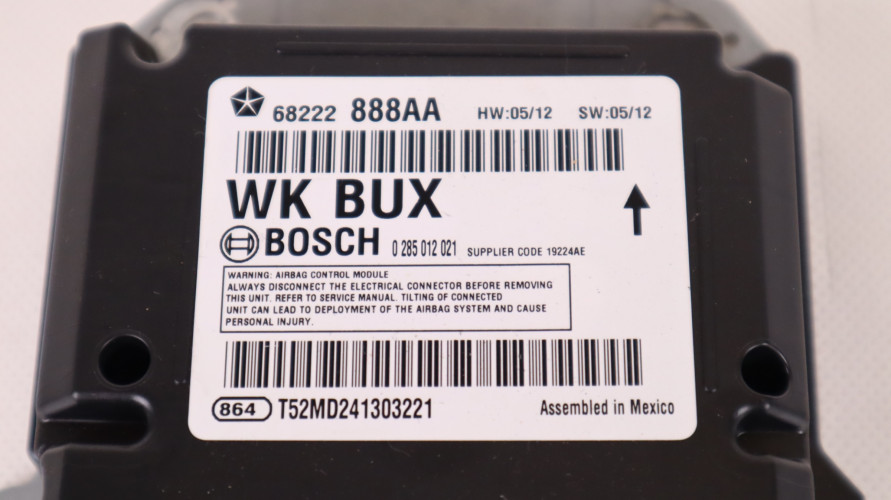 68222 888AA HW:05/12 SW:05/12
WK BUX
BOSCH 0 285 012 021 SUPPLIER CODE 19224AE
WARNING: AIRBAG CONTROL MODULE
ALWAYS DISCONNECT THE ELECTRICAL CONNECTOR BEFORE REMOVING
THIS UNIT. REFER TO SERVICE MANUAL. TILTING OF CONNECTED
UNIT CAN LEAD TO DEPLOYMENT OF THE AIRBAG SYSTEM AND CAUSE
PERSONAL INJURY.
864 T52MD241303221 Assembled in Mexico